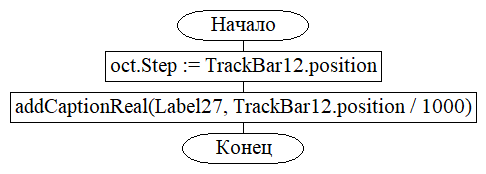 Начало
oct.Step := TrackBar12.position
addCaptionReal(Label27, TrackBar12.position / 1000)
Конец